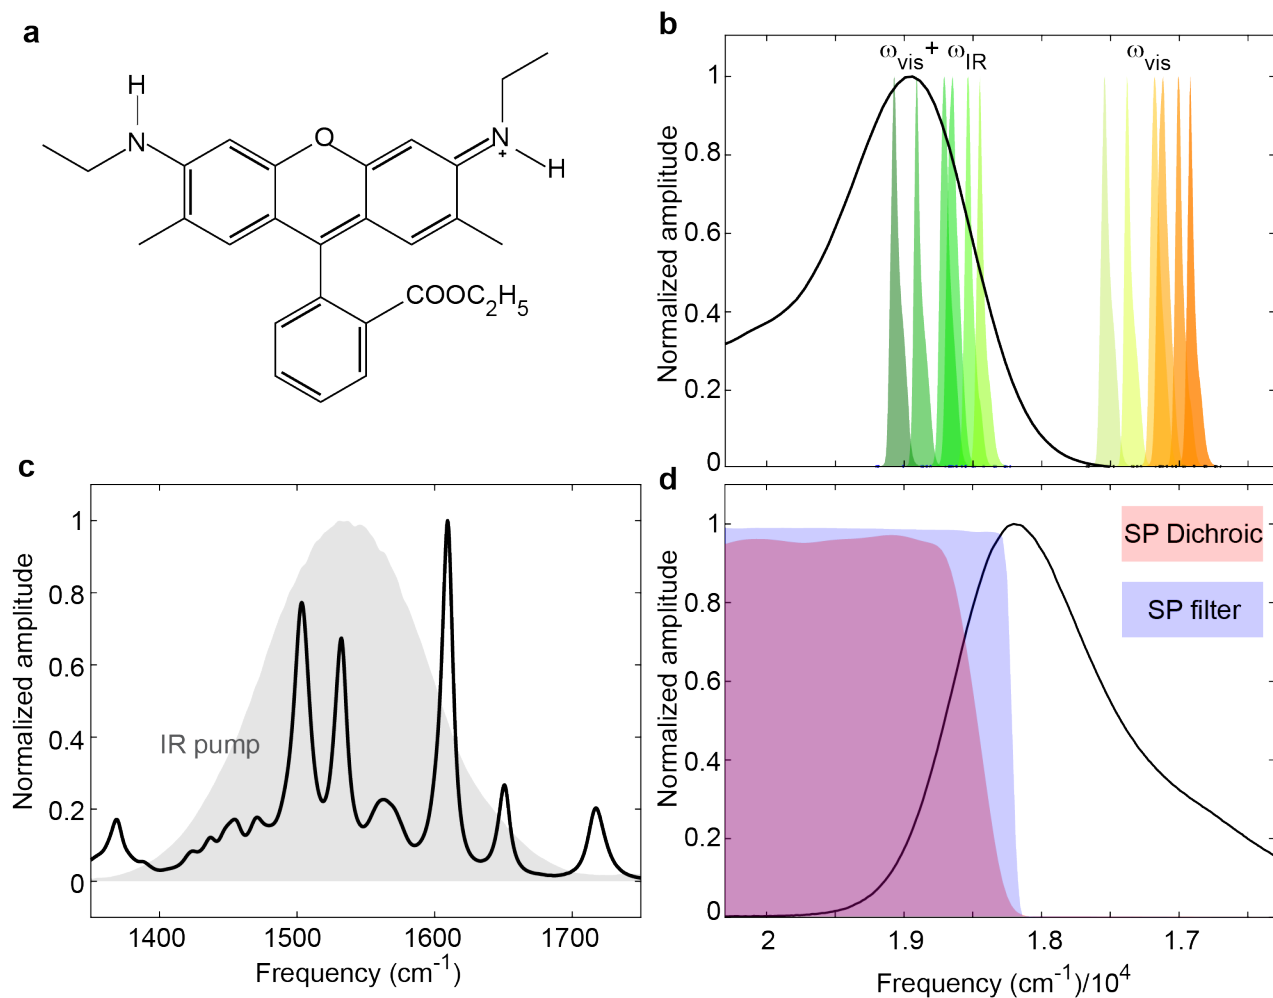 a
H
N
O
N
+
H
COOC2H5
b
ωvis + ωIR
ωvis
Normalized amplitude
1
0.8
0.6
0.4
0.2
0
c
IR pump
Normalized amplitude
1
0.8
0.6
0.4
0.2
0
1400 1500 1600 1700
Frequency (cm-1)
d
SP Dichroic
SP filter
Normalized amplitude
1
0.8
0.6
0.4
0.2
0
2 1.9 1.8 1.7
Frequency (cm-1)/104